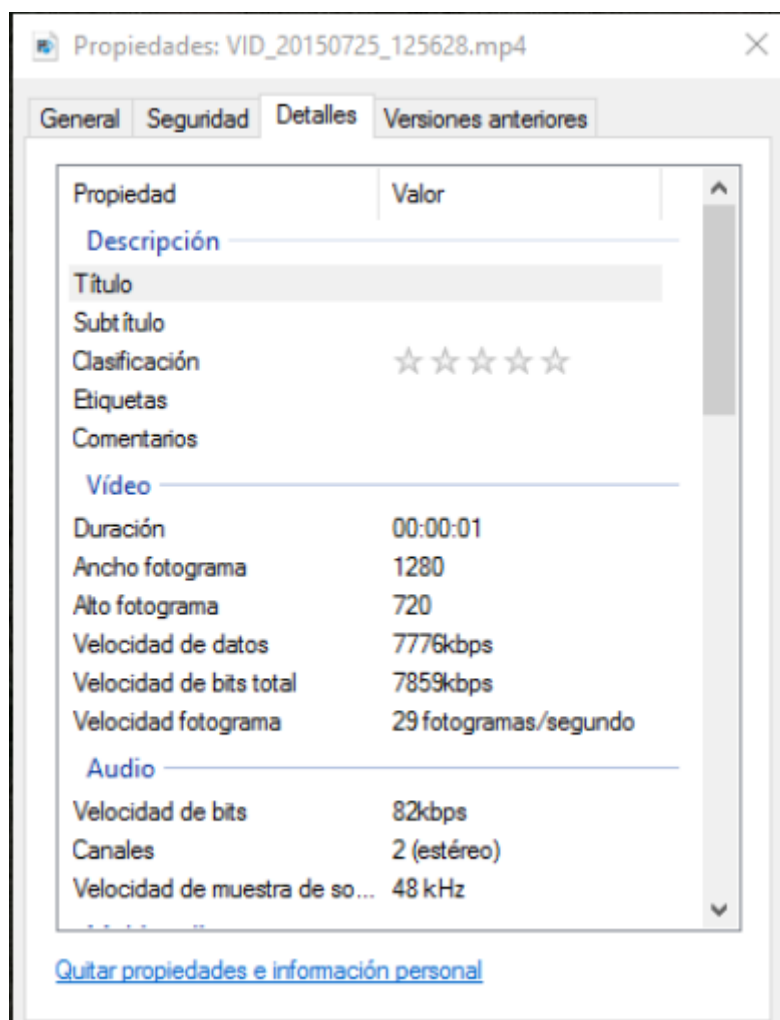 Propiedades: VID_20150725_125628.mp4
General Seguridad Detalles Versiones anteriores
Propiedad Valor
Descripción
Título
Subtítulo
Clasificación
Etiquetas
Comentarios
Vídeo
Duración 00:00:01
Ancho fotograma 1280
Alto fotograma 720
Velocidad de datos 7776kbps
Velocidad de bits total 7859kbps
Velocidad fotograma 29 fotogramas/segundo
Audio
Velocidad de bits 82kbps
Canales 2 (estéreo)
Velocidad de muestra de so... 48 kHz
Quitar propiedades e información personal